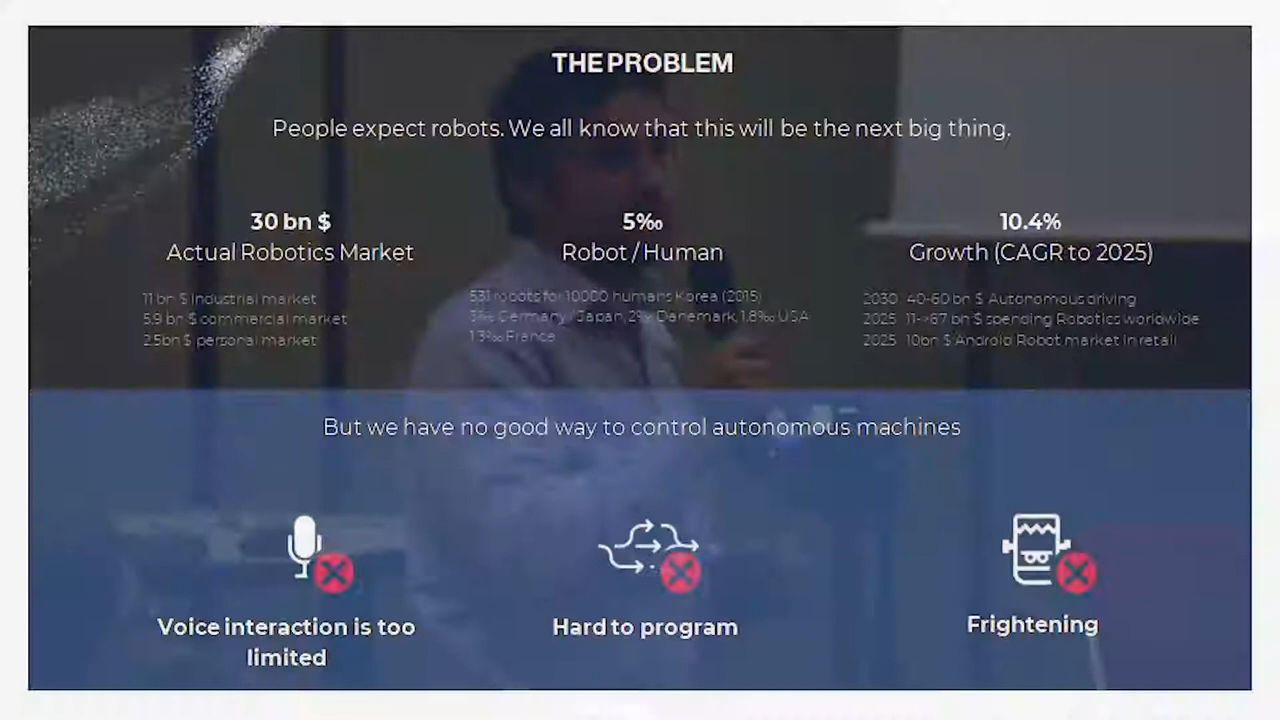 THE PROBLEM
People expect robots. We all know that this will be the next big thing.
30 bn $
Actual Robotics Market
11 bn $ industrial market
5.9 bn $ commercial market
2.5bn $ personal market
5‰
Robot / Human
531 robots for 10000 humans Korea (2015)
3‰ Germany / Japan, 2‰ Danemark, 1.8‰ USA
1.3‰ France
10.4%
Growth (CAGR to 2025)
2030 40-60 bn $ Autonomous driving
2025 11->67 bn $ spending Robotics worldwide
2025 10bn $ Android Robot market in retail
But we have no good way to control autonomous machines
Voice interaction is too
limited
Hard to program
Frightening